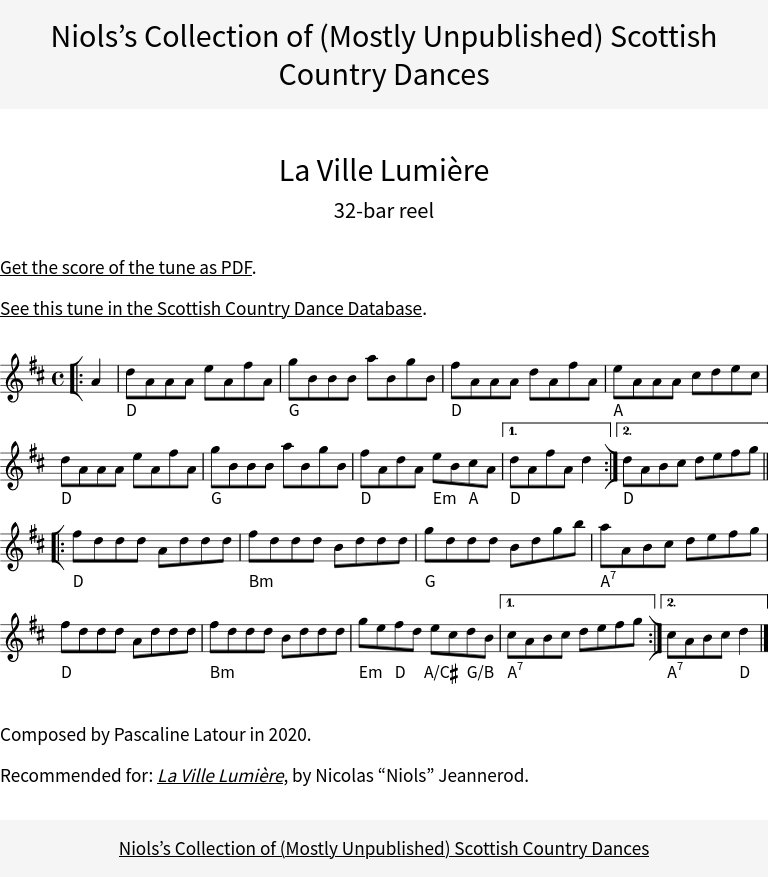 Niols’s Collection of (Mostly Unpublished) Scottish
Country Dances
La Ville Lumière
32-bar reel
Get the score of the tune as PDF.
See this tune in the Scottish Country Dance Database.
D G D A
1. 2.
D G D Em A D D
D Bm G A7
1. 2.
D Bm Em D A/C♯ G/B A7 A7 D
Composed by Pascaline Latour in 2020.
Recommended for: La Ville Lumière, by Nicolas “Niols” Jeannerod.
Niols’s Collection of (Mostly Unpublished) Scottish Country Dances